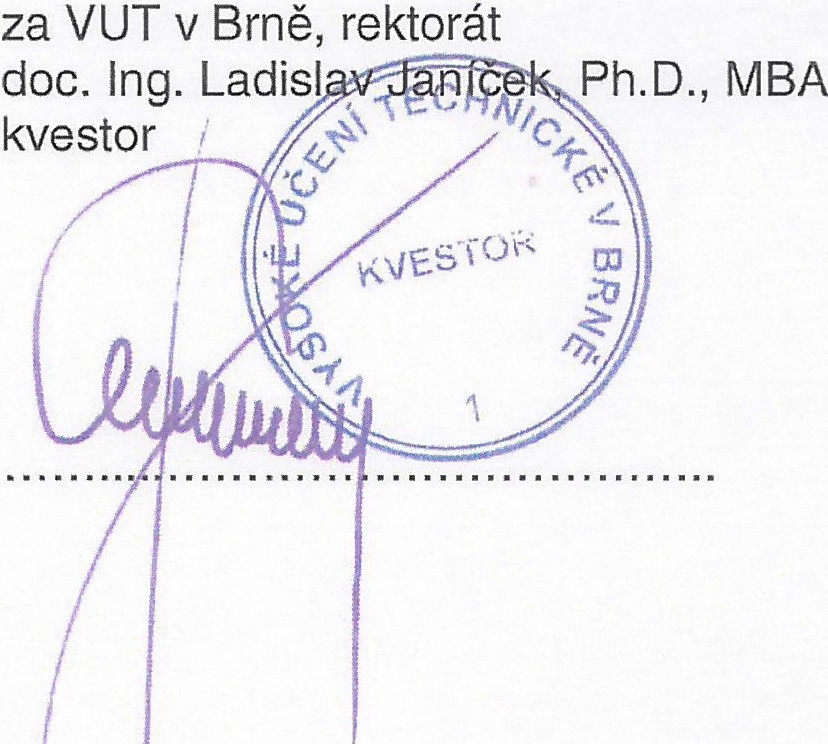 za VUT v Brně, rektorát
doc. Ing. Ladislav Janíček, Ph.D., MBA
kvestor
VYSOKÉ UČENÍ TECHNICKÉ V BRNĚ
KVESTOR
1